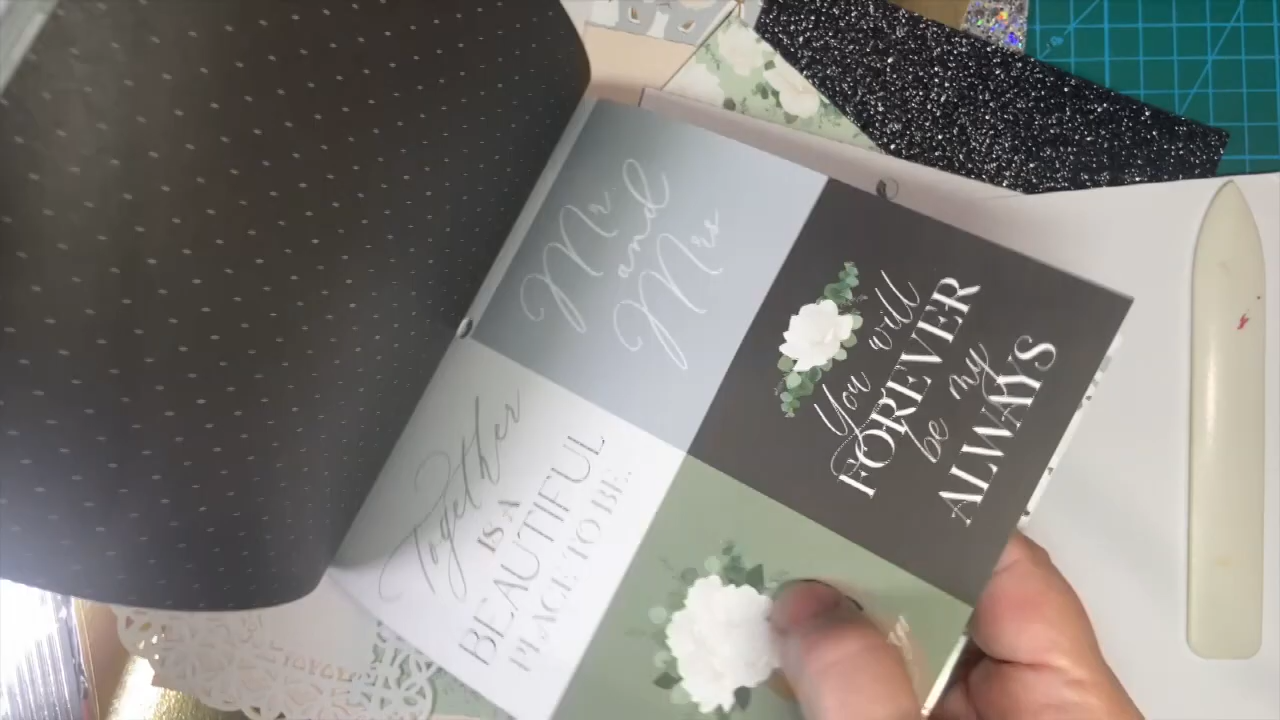 Mr
and
Mrs
You will
FOREVER
be my
ALWAYS
Together
IS A
BEAUTIFUL
PLACE TO BE.